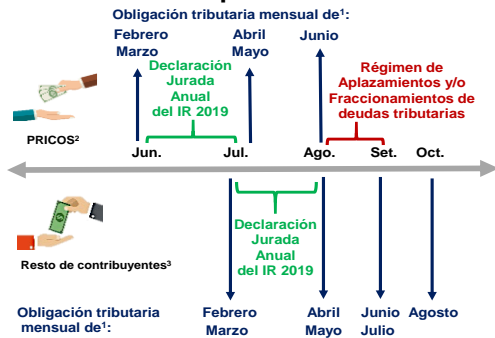 Obligación tributaria mensual de¹:
Febrero
Marzo
Abril
Mayo
Junio
Declaración
Jurada
Anual
del IR 2019
Régimen de
Aplazamientos y/o
Fraccionamientos de
deudas tributarias
PRICOS²
Jun.
Jul.
Ago.
Set.
Oct.
Declaración
Jurada
Anual
del IR 2019
Resto de contribuyentes³
Obligación tributaria
mensual de¹:
Febrero
Marzo
Abril
Mayo
Junio
Julio
Agosto